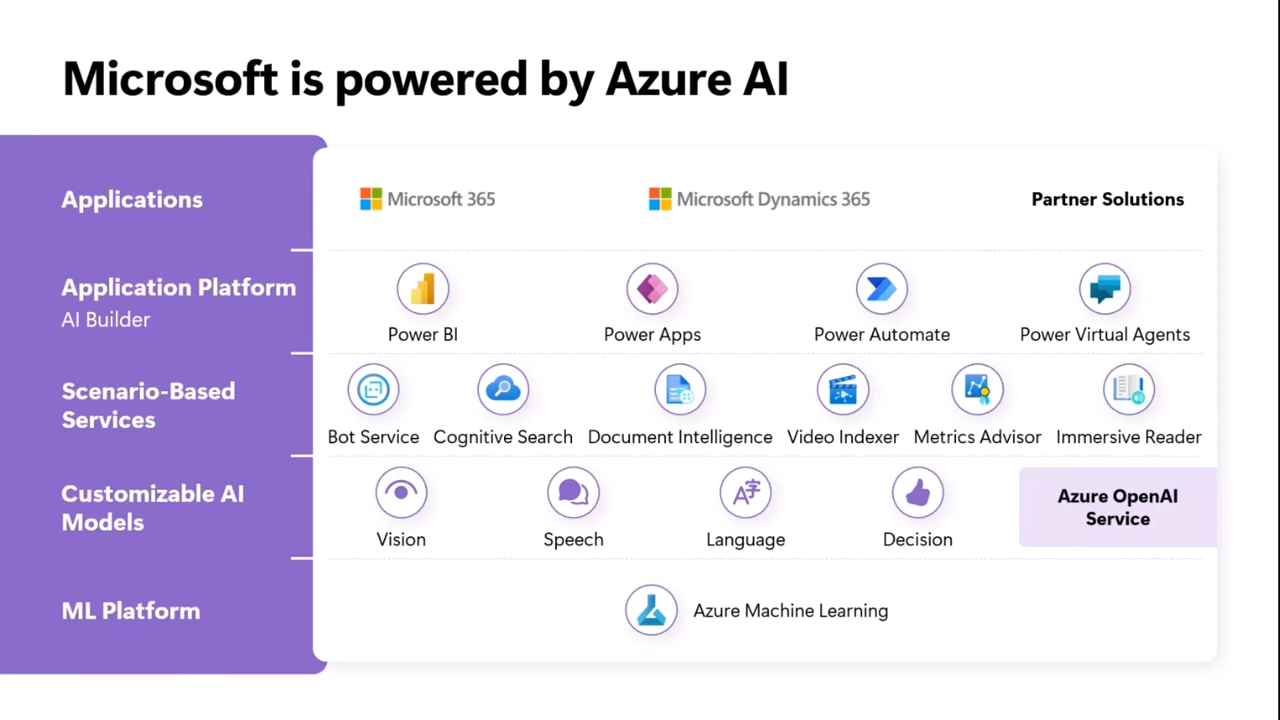 Microsoft is powered by Azure AI
Applications
Microsoft 365
Microsoft Dynamics 365
Partner Solutions
Application Platform
AI Builder
Power BI
Power Apps
Power Automate
Power Virtual Agents
Scenario-Based
Services
Bot Service
Cognitive Search
Document Intelligence
Video Indexer
Metrics Advisor
Immersive Reader
Customizable AI
Models
Vision
Speech
A字
Language
Decision
Azure OpenAI
Service
ML Platform
Azure Machine Learning